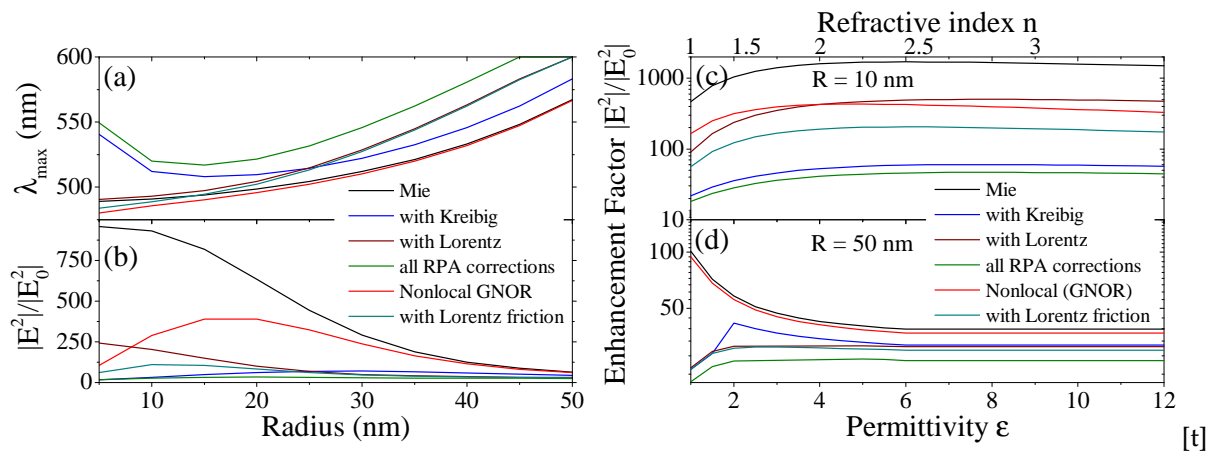 (a)
600
550
500
λmax (nm)
(b)
750
500
250
0
|E²|/|E₀²|
10 20 30 40 50
Radius (nm)
Mie
with Kreibig
with Lorentz
all RPA corrections
Nonlocal GNOR
with Lorentz friction
Refractive index n
1 1.5 2 2.5 3
(c)
R = 10 nm
1000
100
10
Enhancement Factor |E²|/|E₀²|
Mie
with Kreibig
with Lorentz
all RPA corrections
Nonlocal (GNOR)
with Lorentz friction
(d)
R = 50 nm
100
50
2 4 6 8 10 12
Permittivity ε
[t]